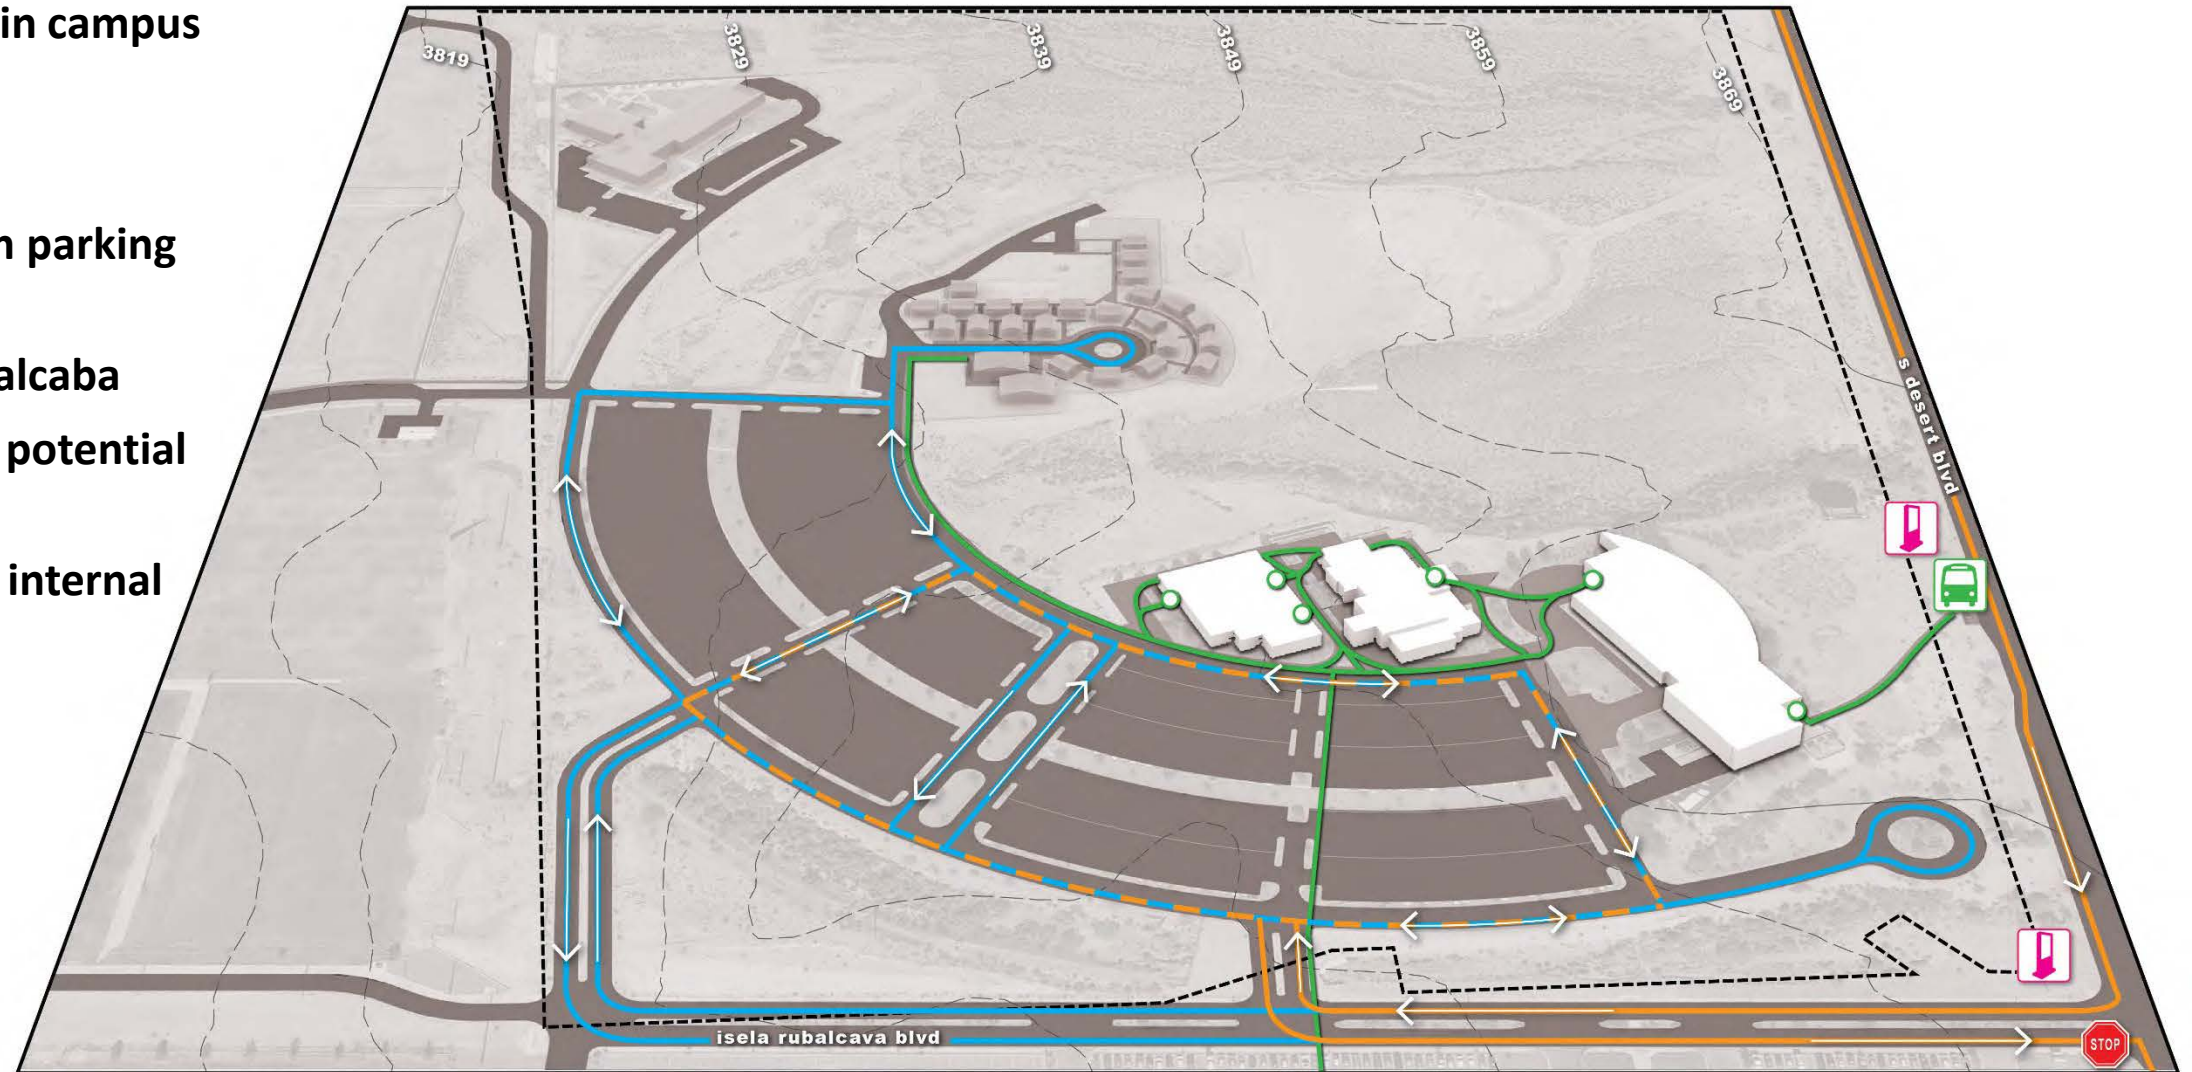 in campus
parking
alcaba
potential
internal
3819
3829
3839
3849
3859
3869
s desert blvd
isela rubalcava blvd
STOP